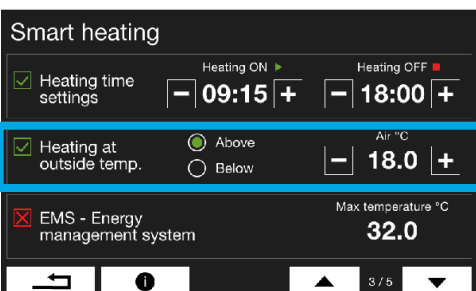 Smart heating
Heating time settings
Heating ON
− 09:15 +
Heating OFF
− 18:00 +
Heating at outside temp.
Above
Below
Air °C
− 18.0 +
EMS - Energy management system
Max temperature °C
32.0
3/5